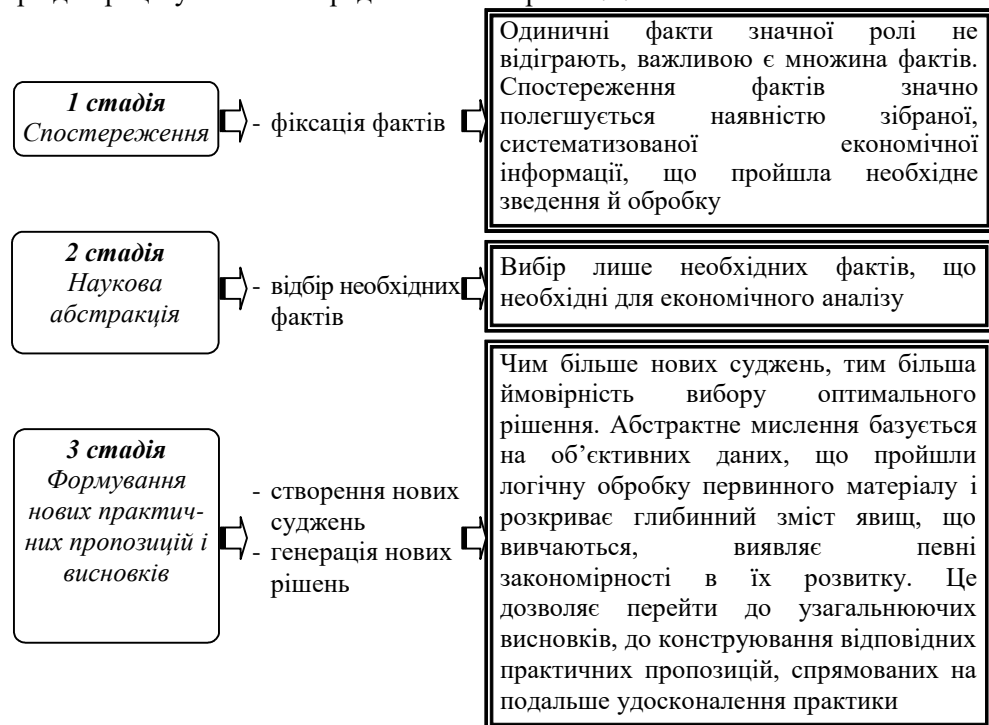 1 стадія
Спостереження
- фіксація фактів
Одиничні факти значної ролі не
відіграють, важливою є множина фактів.
Спостереження фактів значно
полегшується наявністю зібраної,
систематизованої економічної
інформації, що пройшла необхідне
зведення й обробку
2 стадія
Наукова
абстракція
- відбір необхідних
фактів
Вибір лише необхідних фактів, що
необхідні для економічного аналізу
3 стадія
Формування
нових практич-
них пропозицій і
висновків
- створення нових
суджень
- генерація нових
рішень
Чим більше нових суджень, тим більша
ймовірність вибору оптимального
рішення. Абстрактне мислення базується
на об’єктивних даних, що пройшли
логічну обробку первинного матеріалу і
розкриває глибинний зміст явищ, що
вивчаються, виявляє певні
закономірності в їх розвитку. Це
дозволяє перейти до узагальнюючих
висновків, до конструювання відповідних
практичних пропозицій, спрямованих на
подальше удосконалення практики